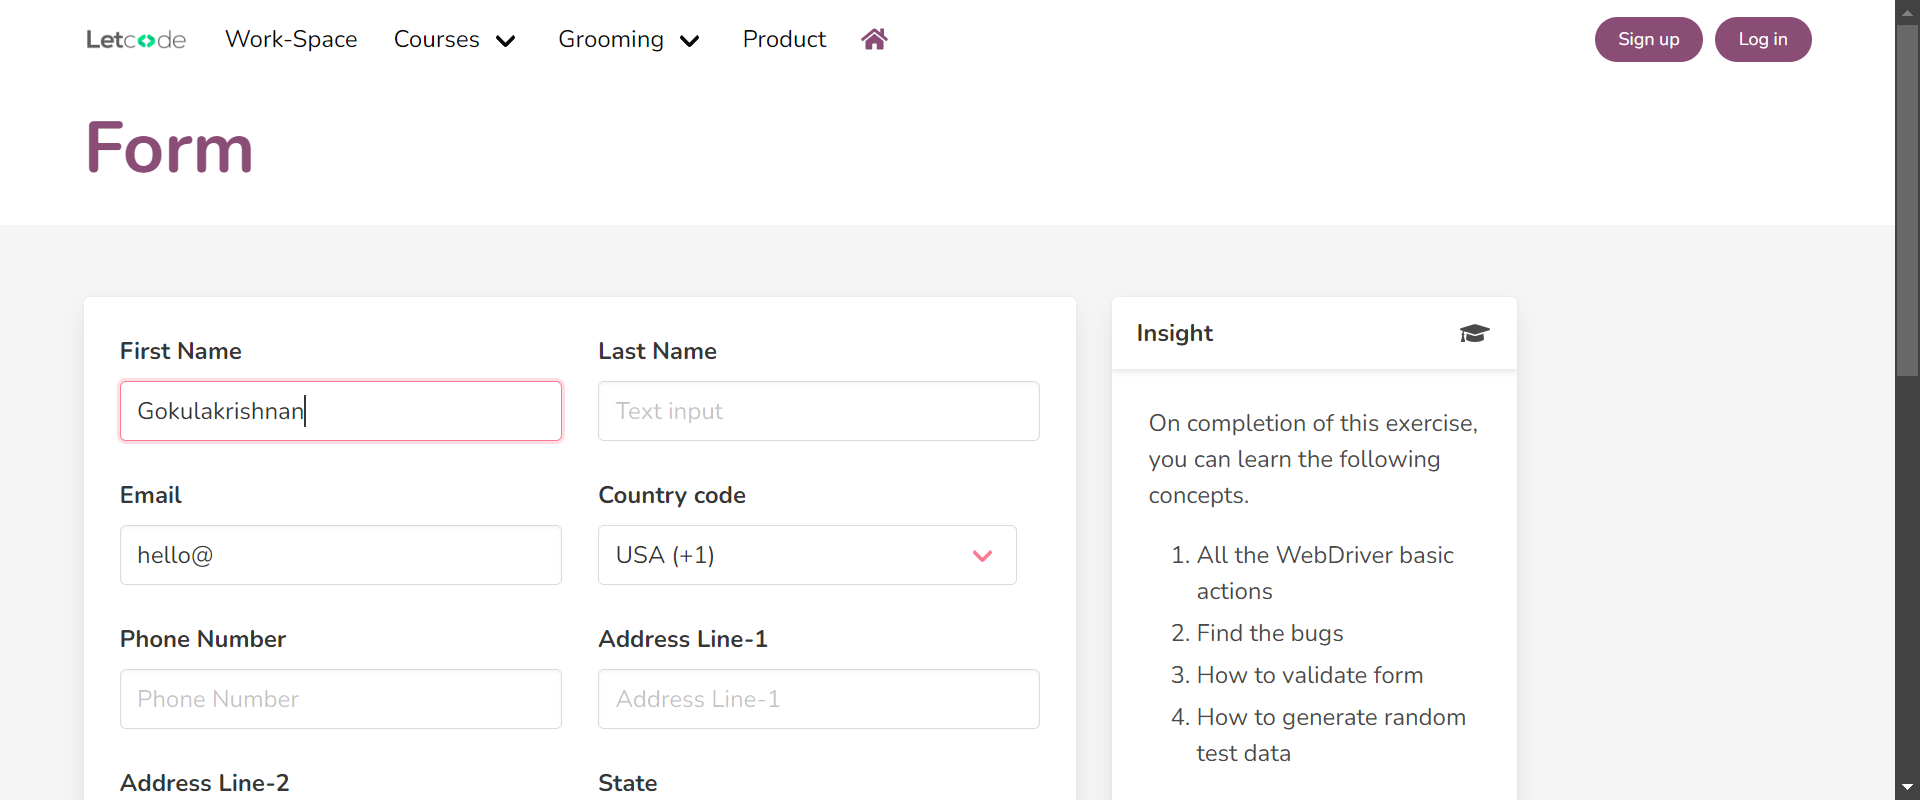 Letcode Work-Space Courses Grooming Product Sign up Log in
Form
First Name Last Name
Gokulakrishnan Text input
Email Country code
hello@ USA (+1)
Phone Number Address Line-1
Phone Number Address Line-1
Address Line-2 State
Insight
On completion of this exercise,
you can learn the following
concepts.
1. All the WebDriver basic
actions
2. Find the bugs
3. How to validate form
4. How to generate random
test data